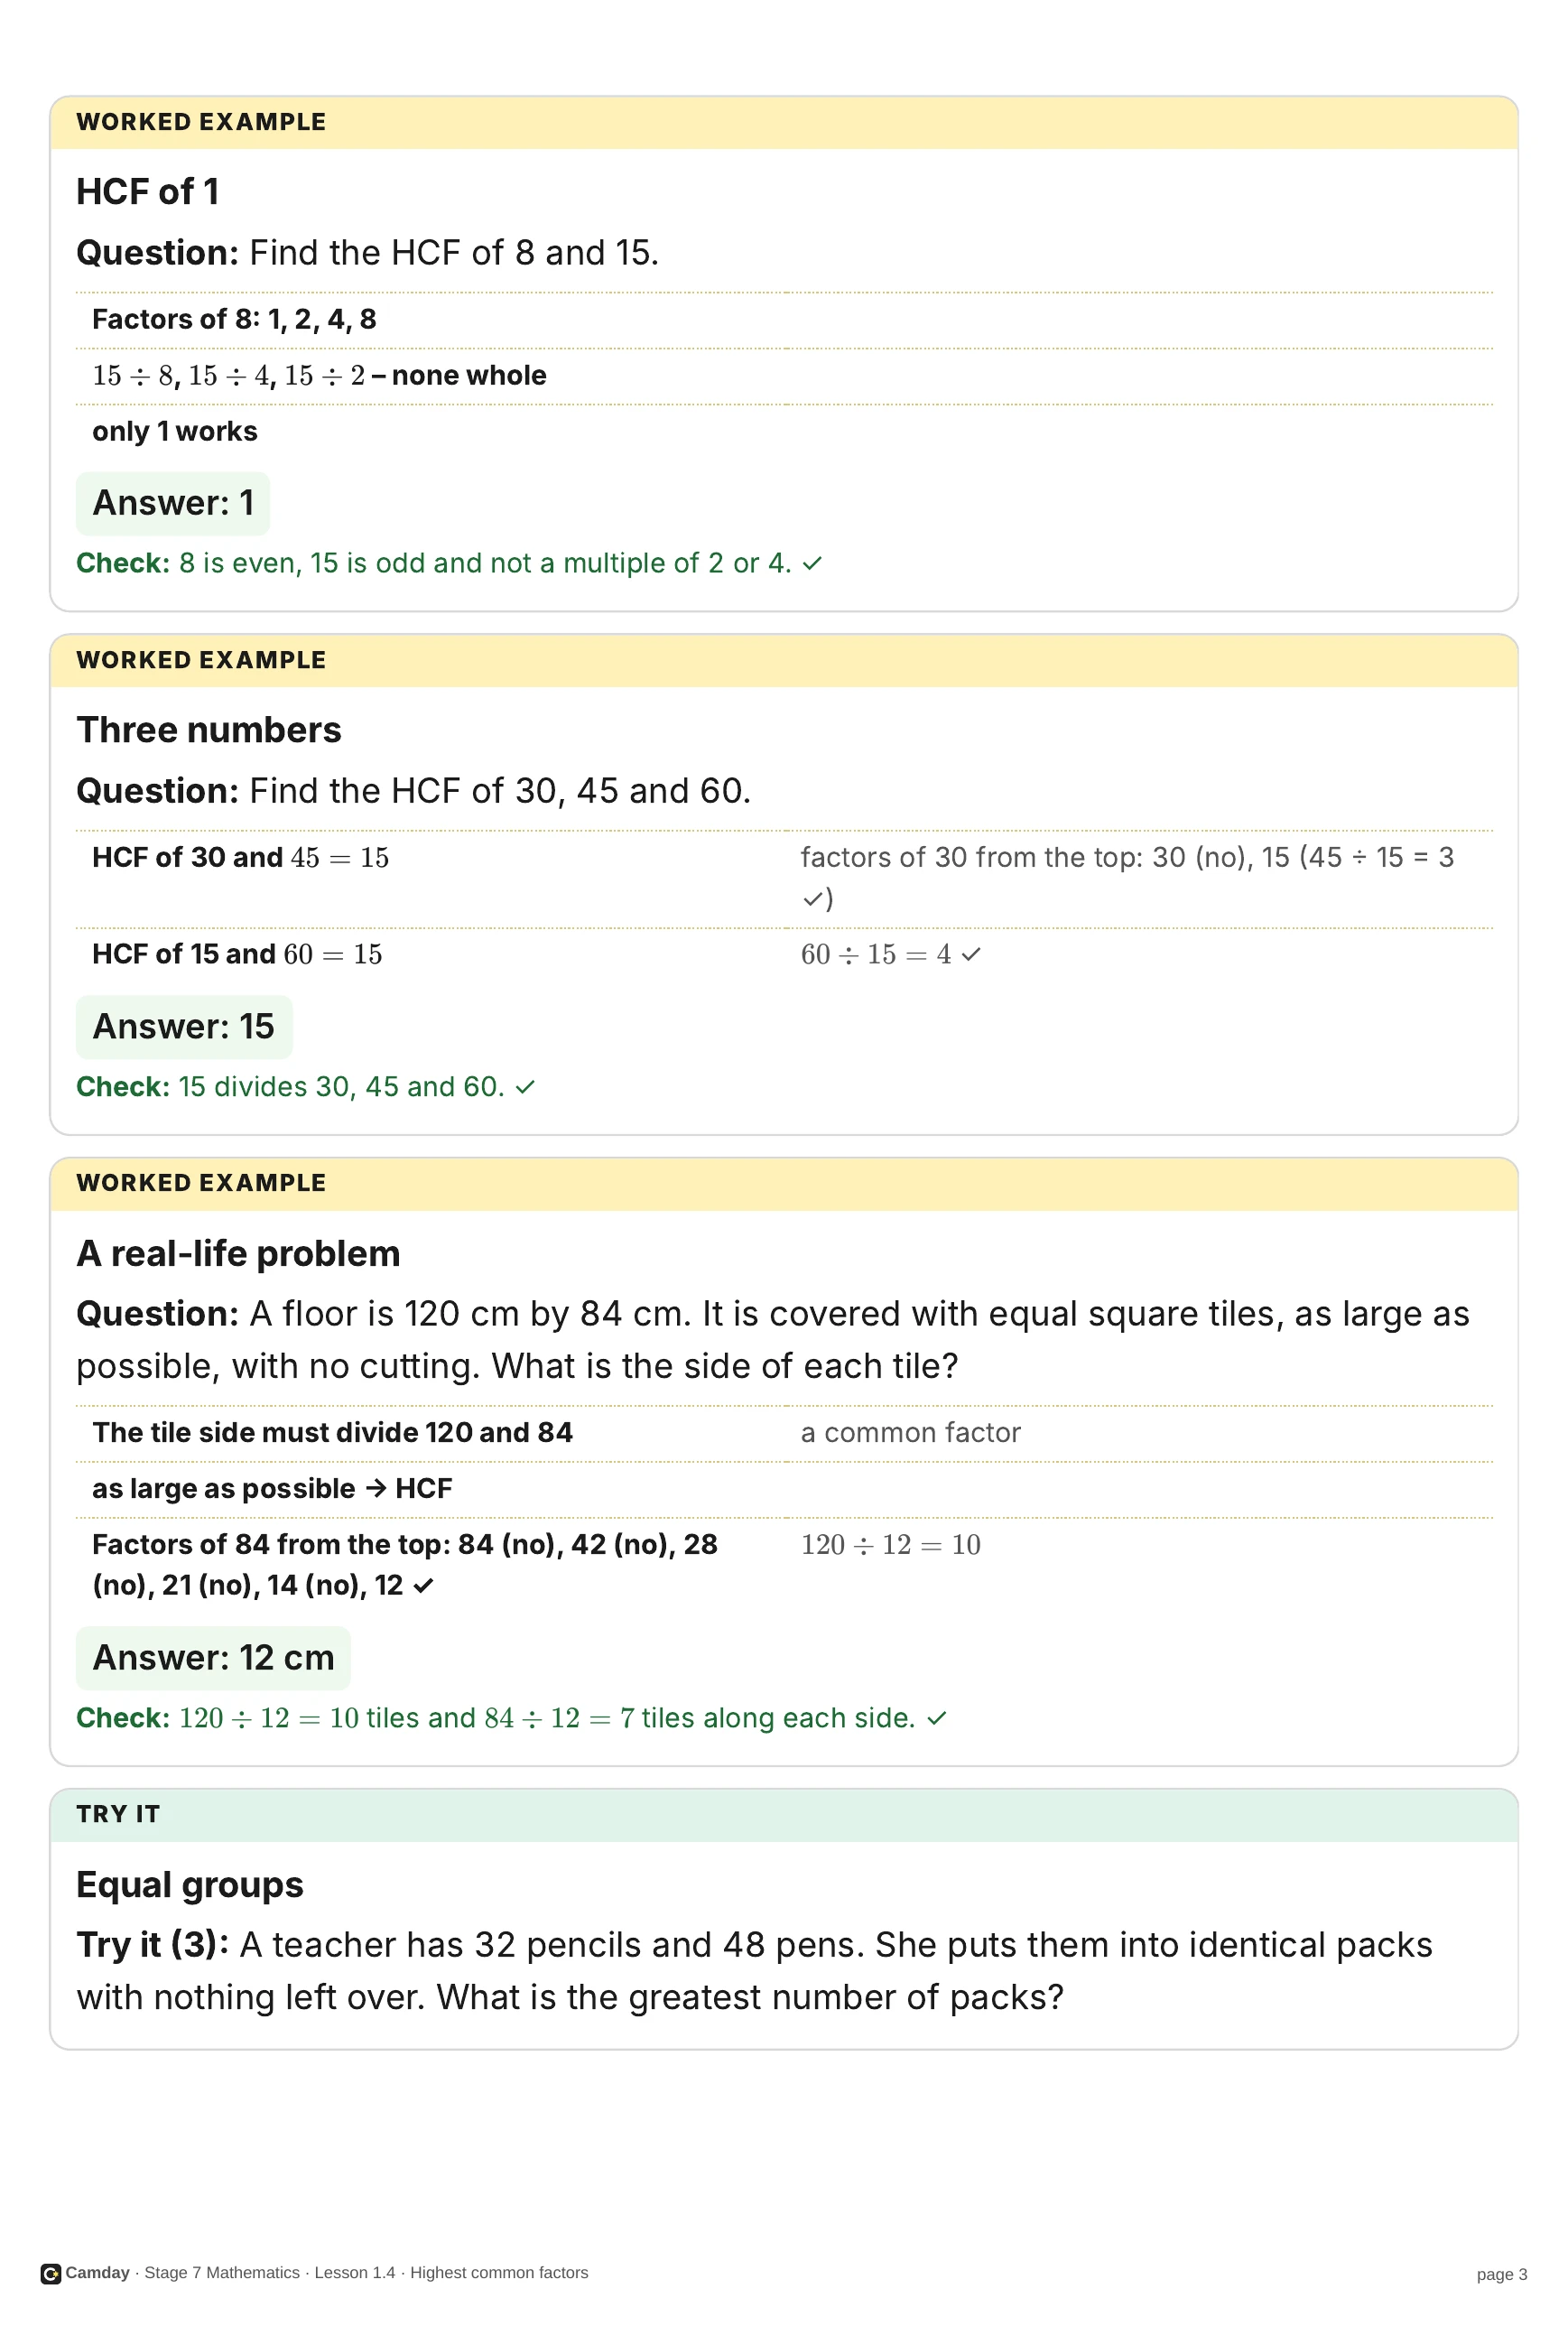 WORKED EXAMPLE
HCF of 1
Question: Find the HCF of 8 and 15.
Factors of 8: 1, 2, 4, 8
15 ÷ 8, 15 ÷ 4, 15 ÷ 2 – none whole
only 1 works
Answer: 1
Check: 8 is even, 15 is odd and not a multiple of 2 or 4. ✓
WORKED EXAMPLE
Three numbers
Question: Find the HCF of 30, 45 and 60.
HCF of 30 and 45 = 15
factors of 30 from the top: 30 (no), 15 (45 ÷ 15 = 3
✓)
HCF of 15 and 60 = 15
60 ÷ 15 = 4 ✓
Answer: 15
Check: 15 divides 30, 45 and 60. ✓
WORKED EXAMPLE
A real-life problem
Question: A floor is 120 cm by 84 cm. It is covered with equal square tiles, as large as
possible, with no cutting. What is the side of each tile?
The tile side must divide 120 and 84
a common factor
as large as possible → HCF
Factors of 84 from the top: 84 (no), 42 (no), 28
(no), 21 (no), 14 (no), 12 ✓
120 ÷ 12 = 10
Answer: 12 cm
Check: 120 ÷ 12 = 10 tiles and 84 ÷ 12 = 7 tiles along each side. ✓
TRY IT
Equal groups
Try it (3): A teacher has 32 pencils and 48 pens. She puts them into identical packs
with nothing left over. What is the greatest number of packs?
Camday · Stage 7 Mathematics · Lesson 1.4 · Highest common factors
page 3